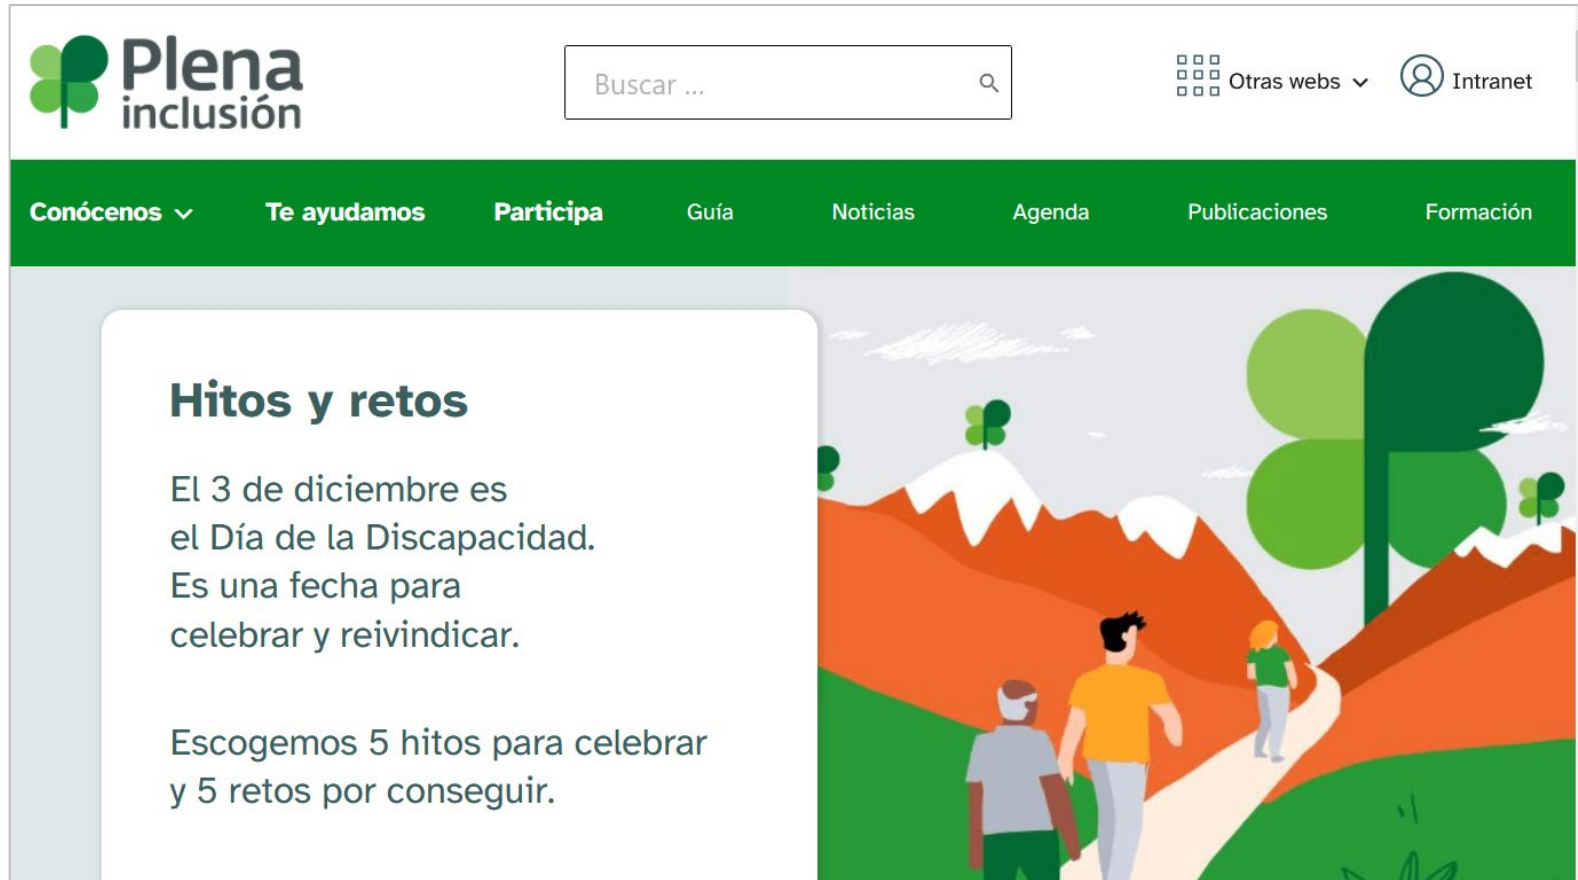 Plena
inclusión
Buscar ...
Otras webs
Intranet
Conócenos
Te ayudamos
Participa
Guía
Noticias
Agenda
Publicaciones
Formación
Hitos y retos
El 3 de diciembre es
el Día de la Discapacidad.
Es una fecha para
celebrar y reivindicar.
Escogemos 5 hitos para celebrar
y 5 retos por conseguir.